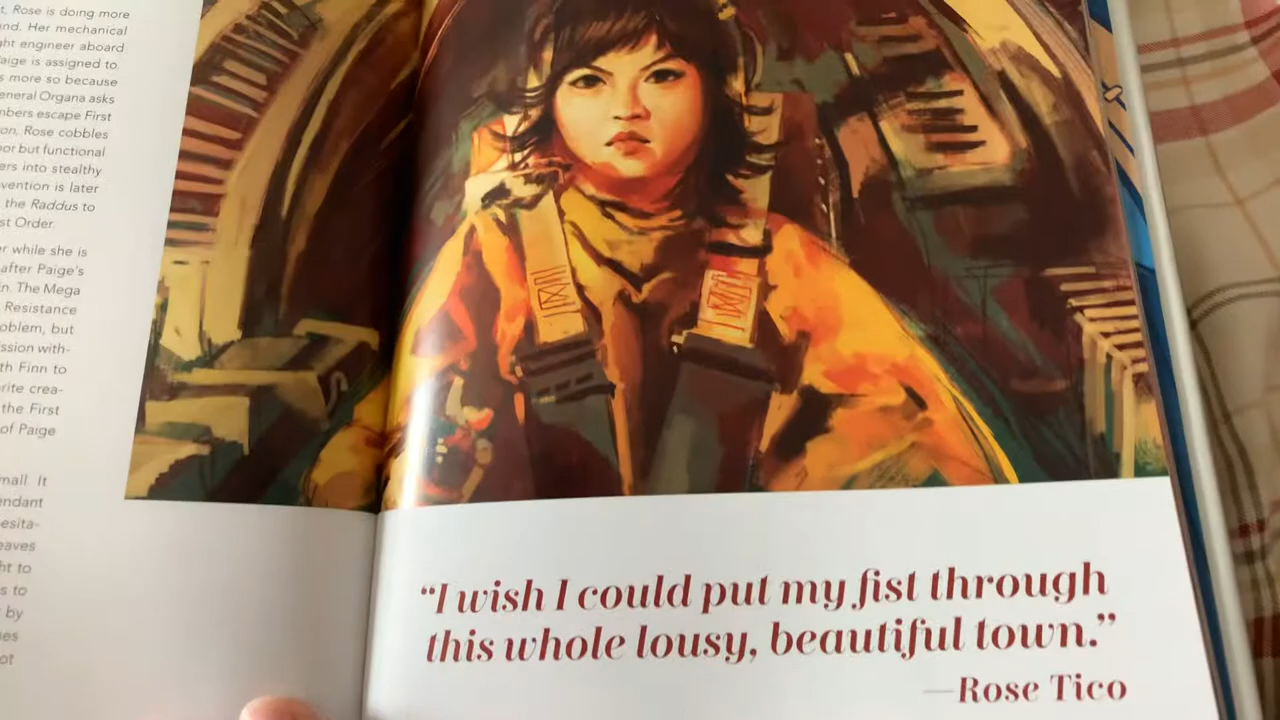 t, Rose is doing more
nd. Her mechanical
ght engineer aboard
aige is assigned to.
s more so because
eneral Organa asks
mbers escape First
on, Rose cobbles
oor but functional
ers into stealthy
vention is later
the Raddus to
st Order.
er while she is
after Paige's
n. The Mega
Resistance
oblem, but
ssion with-
th Finn to
rite crea-
the First
of Paige
mall. It
endant
esita-
eaves
ht to
s to
by
es
ot
“I wish I could put my fist through
this whole lousy, beautiful town.”
—Rose Tico